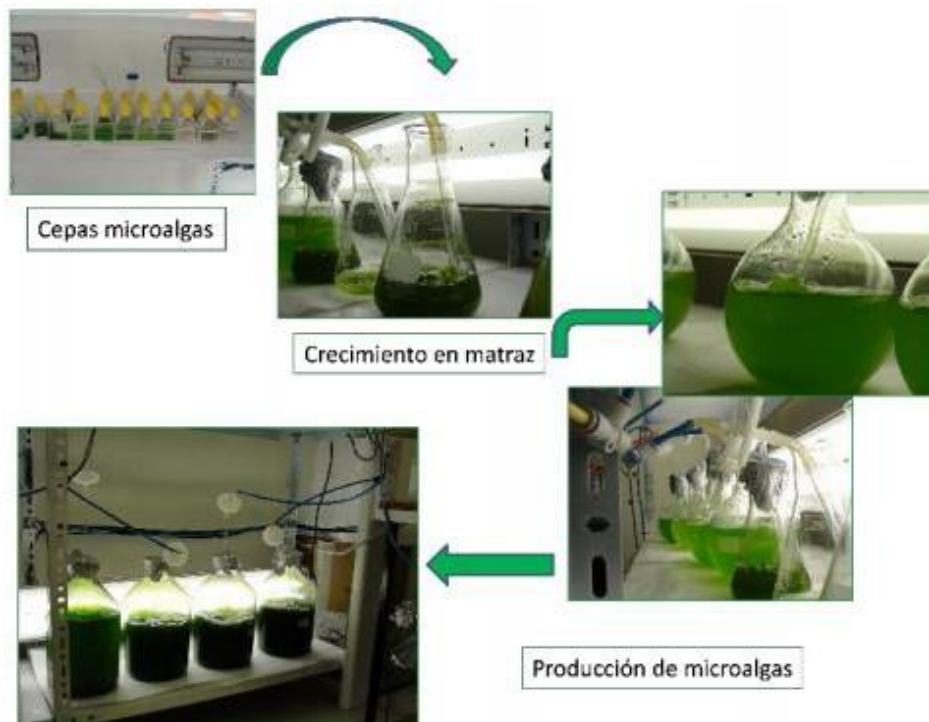 Cepas microalgas
Crecimiento en matraz
Producción de microalgas